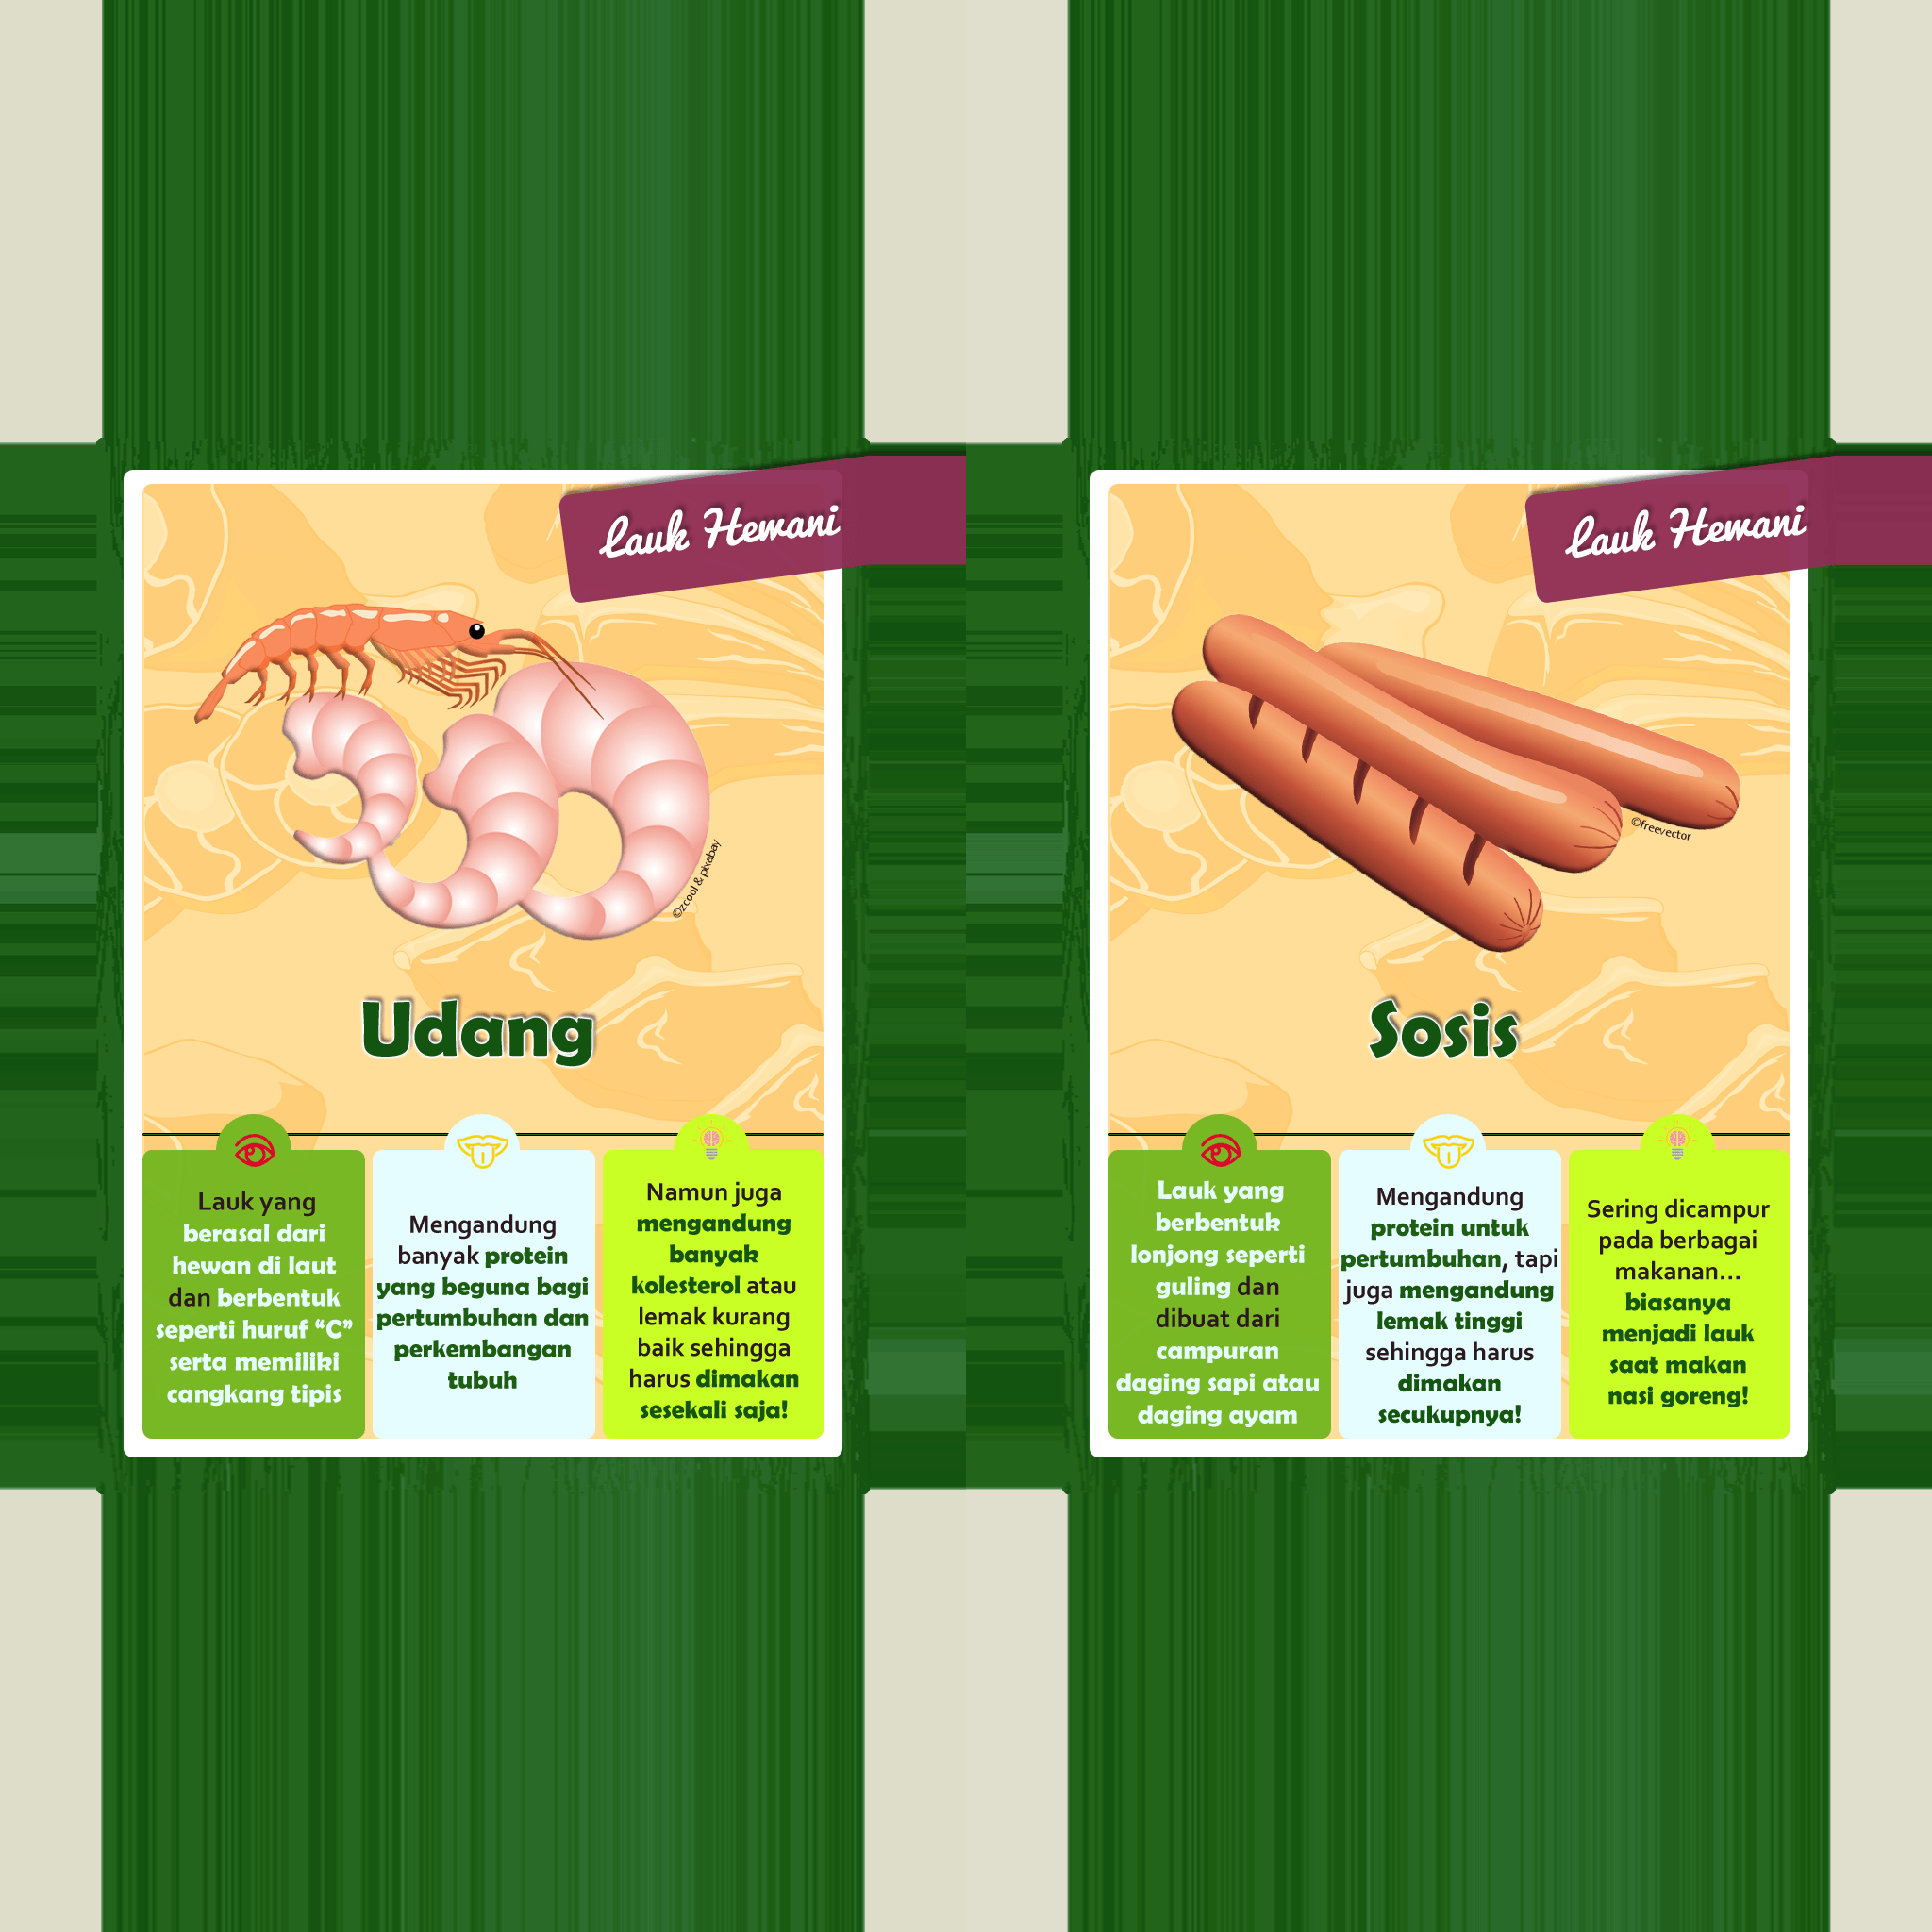 Lauk Hewani
©zcool & pixabay
Udang
Lauk yang
berasal dari
hewan di laut
dan berbentuk
seperti huruf “C”
serta memiliki
cangkang tipis
Mengandung
banyak protein
yang beguna bagi
pertumbuhan dan
perkembangan
tubuh
Namun juga
mengandung
banyak
kolesterol atau
lemak kurang
baik sehingga
harus dimakan
sesekali saja!
Lauk Hewani
©freevector
Sosis
Lauk yang
berbentuk
lonjong seperti
guling dan
dibuat dari
campuran
daging sapi atau
daging ayam
Mengandung
protein untuk
pertumbuhan, tapi
juga mengandung
lemak tinggi
sehingga harus
dimakan
secukupnya!
Sering dicampur
pada berbagai
makanan...
biasanya
menjadi lauk
saat makan
nasi goreng!